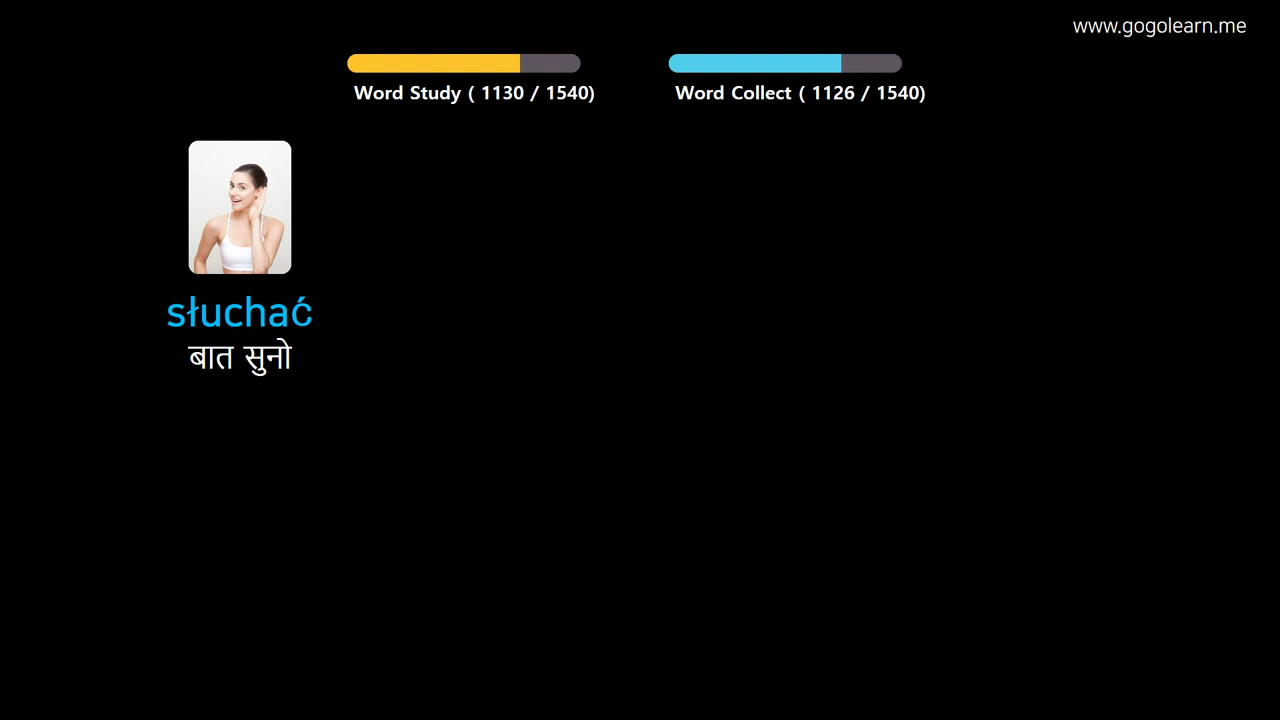 www.gogolearn.me
Word Study ( 1130 / 1540)
Word Collect ( 1126 / 1540)
słuchać
बात सुनो